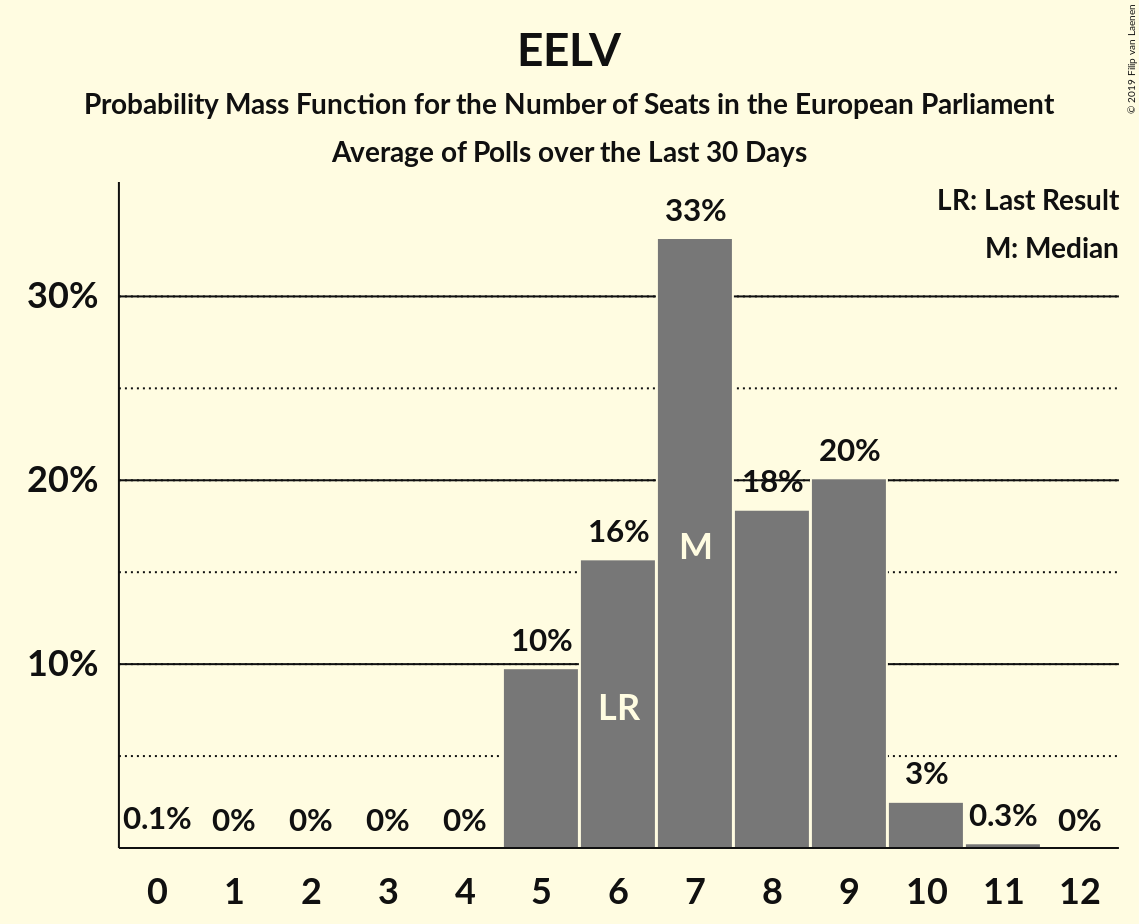 EELV
Probability Mass Function for the Number of Seats in the European Parliament
Average of Polls over the Last 30 Days
© 2019 Filip van Laenen
LR: Last Result
M: Median
33%
30%
20%
18%
20%
16%
M
10%
10%
LR
3%
0.1% 0% 0% 0% 0% 0.3% 0%
0 1 2 3 4 5 6 7 8 9 10 11 12